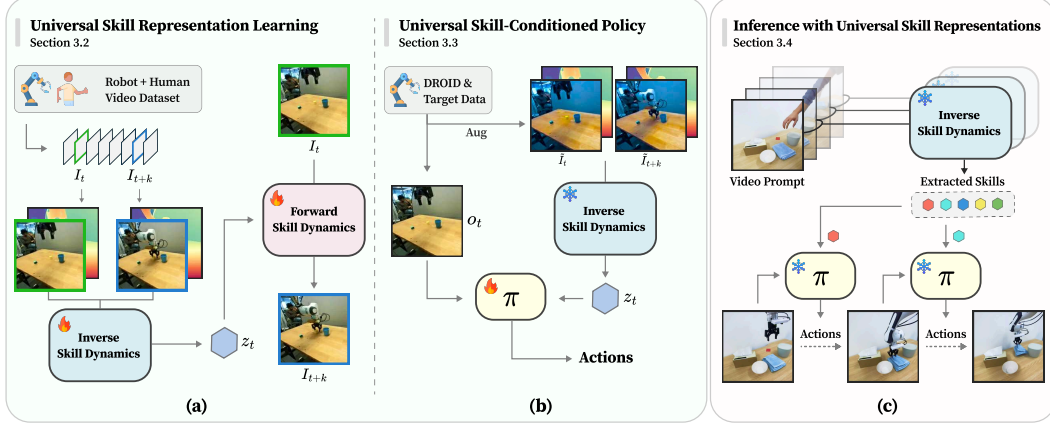 Universal Skill Representation Learning
Section 3.2
Robot + Human
Video Dataset
I_t
I_{t+k}
Inverse
Skill Dynamics
z_t
I_t
Forward
Skill Dynamics
I_{t+k}
(a)
Universal Skill-Conditioned Policy
Section 3.3
DROID &
Target Data
Aug
Ĩ_t
Ĩ_{t+k}
o_t
Inverse
Skill Dynamics
π
z_t
Actions
(b)
Inference with Universal Skill Representations
Section 3.4
Video Prompt
Inverse
Skill Dynamics
Extracted Skills
π
π
Actions
Actions
(c)